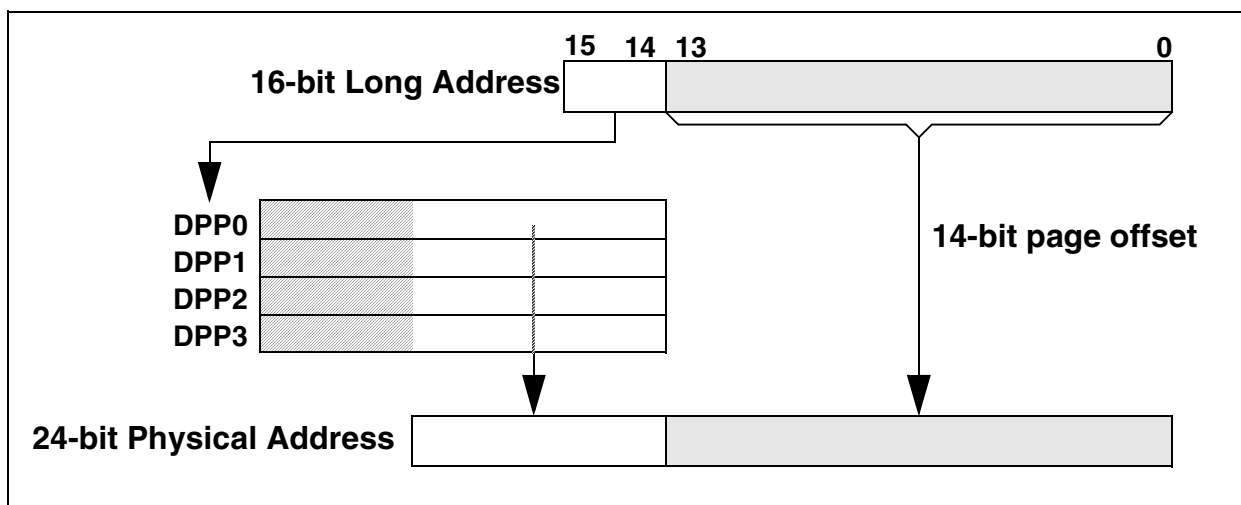 15 14 13 0
16-bit Long Address
DPP0
DPP1
DPP2
DPP3
14-bit page offset
24-bit Physical Address